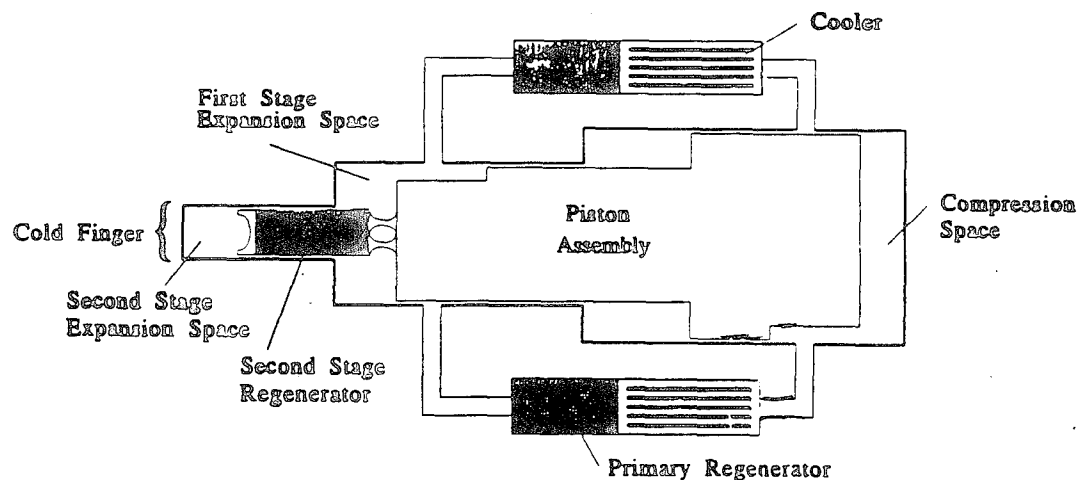 Cooler
First Stage
Expansion Space
Piston
Assembly
Compression
Space
Cold Finger
Second Stage
Expansion Space
Second Stage
Regenerator
Primary Regenerator